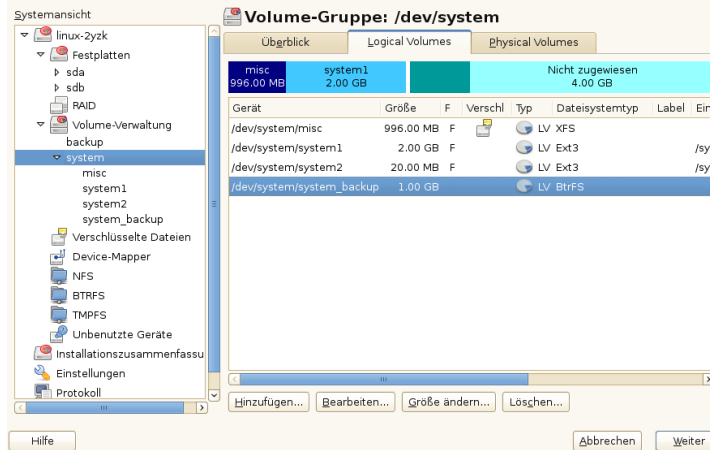 Systemansicht
linux-2yzk
Festplatten
sda
sdb
RAID
Volume-Verwaltung
backup
system
misc
system1
system2
system_backup
Verschlüsselte Dateien
Device-Mapper
NFS
BTRFS
TMPFS
Unbenutzte Geräte
Installationszusammenfassu
Einstellungen
Protokoll
Volume-Gruppe: /dev/system
Überblick Logical Volumes Physical Volumes
misc system1 Nicht zugewiesen
996.00 MB 2.00 GB 4.00 GB
Gerät Größe F Verschl Typ Dateisystemtyp Label Ein
/dev/system/misc 996.00 MB F LV XFS
/dev/system/system1 2.00 GB F LV Ext3 /sy
/dev/system/system2 20.00 MB F LV Ext3 /sy
/dev/system/system_backup 1.00 GB LV BtrFS
Hinzufügen... Bearbeiten... Größe ändern... Löschen...
Hilfe Abbrechen Weiter